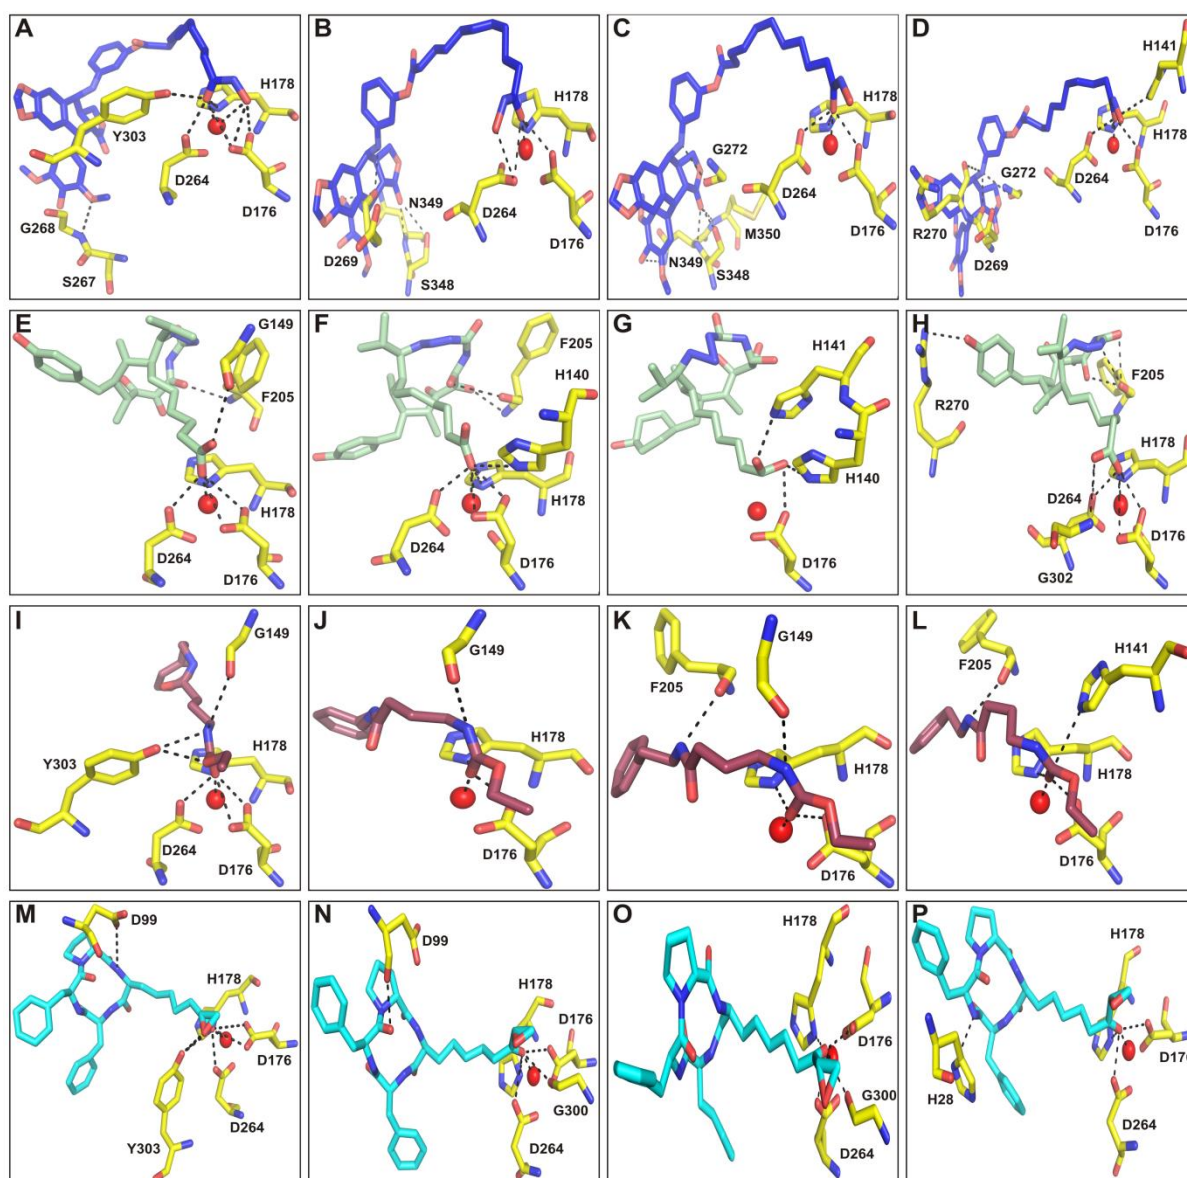 A
H178
Y303
D264
D176
G268
S267
B
H178
N349
D264
D176
D269
S348
C
H178
G272
D264
M350
D176
N349
S348
D
H141
H178
G272
D264
R270
D176
D269
E
G149
F205
H178
D264
D176
F
F205
H140
H178
D264
D176
G
H141
H140
D176
H
F205
R270
H178
D264
D176
G302
I
G149
H178
Y303
D264
D176
J
G149
H178
D176
K
G149
F205
H178
D176
L
F205
H141
H178
D176
M
D99
H178
D176
D264
Y303
N
D99
H178
D176
G300
D264
O
H178
D176
G300
D264
P
H178
D176
H28
D264